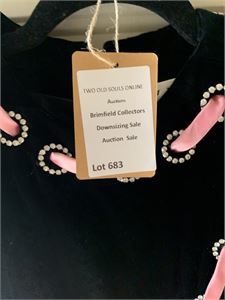 TWO OLD SOULS ONLINE
Auctions
Brimfield Collectors
Downsizing Sale
Auction Sale
Lot 683